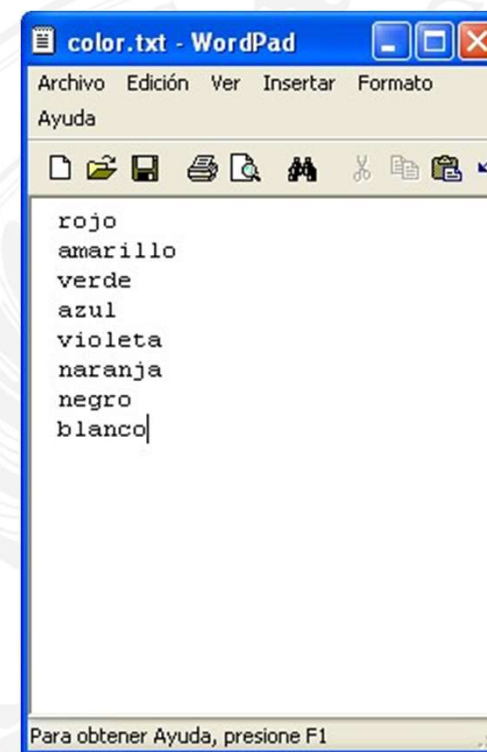 color.txt - WordPad
Archivo Edición Ver Insertar Formato
Ayuda
rojo
amarillo
verde
azul
violeta
naranja
negro
blanco
Para obtener Ayuda, presione F1